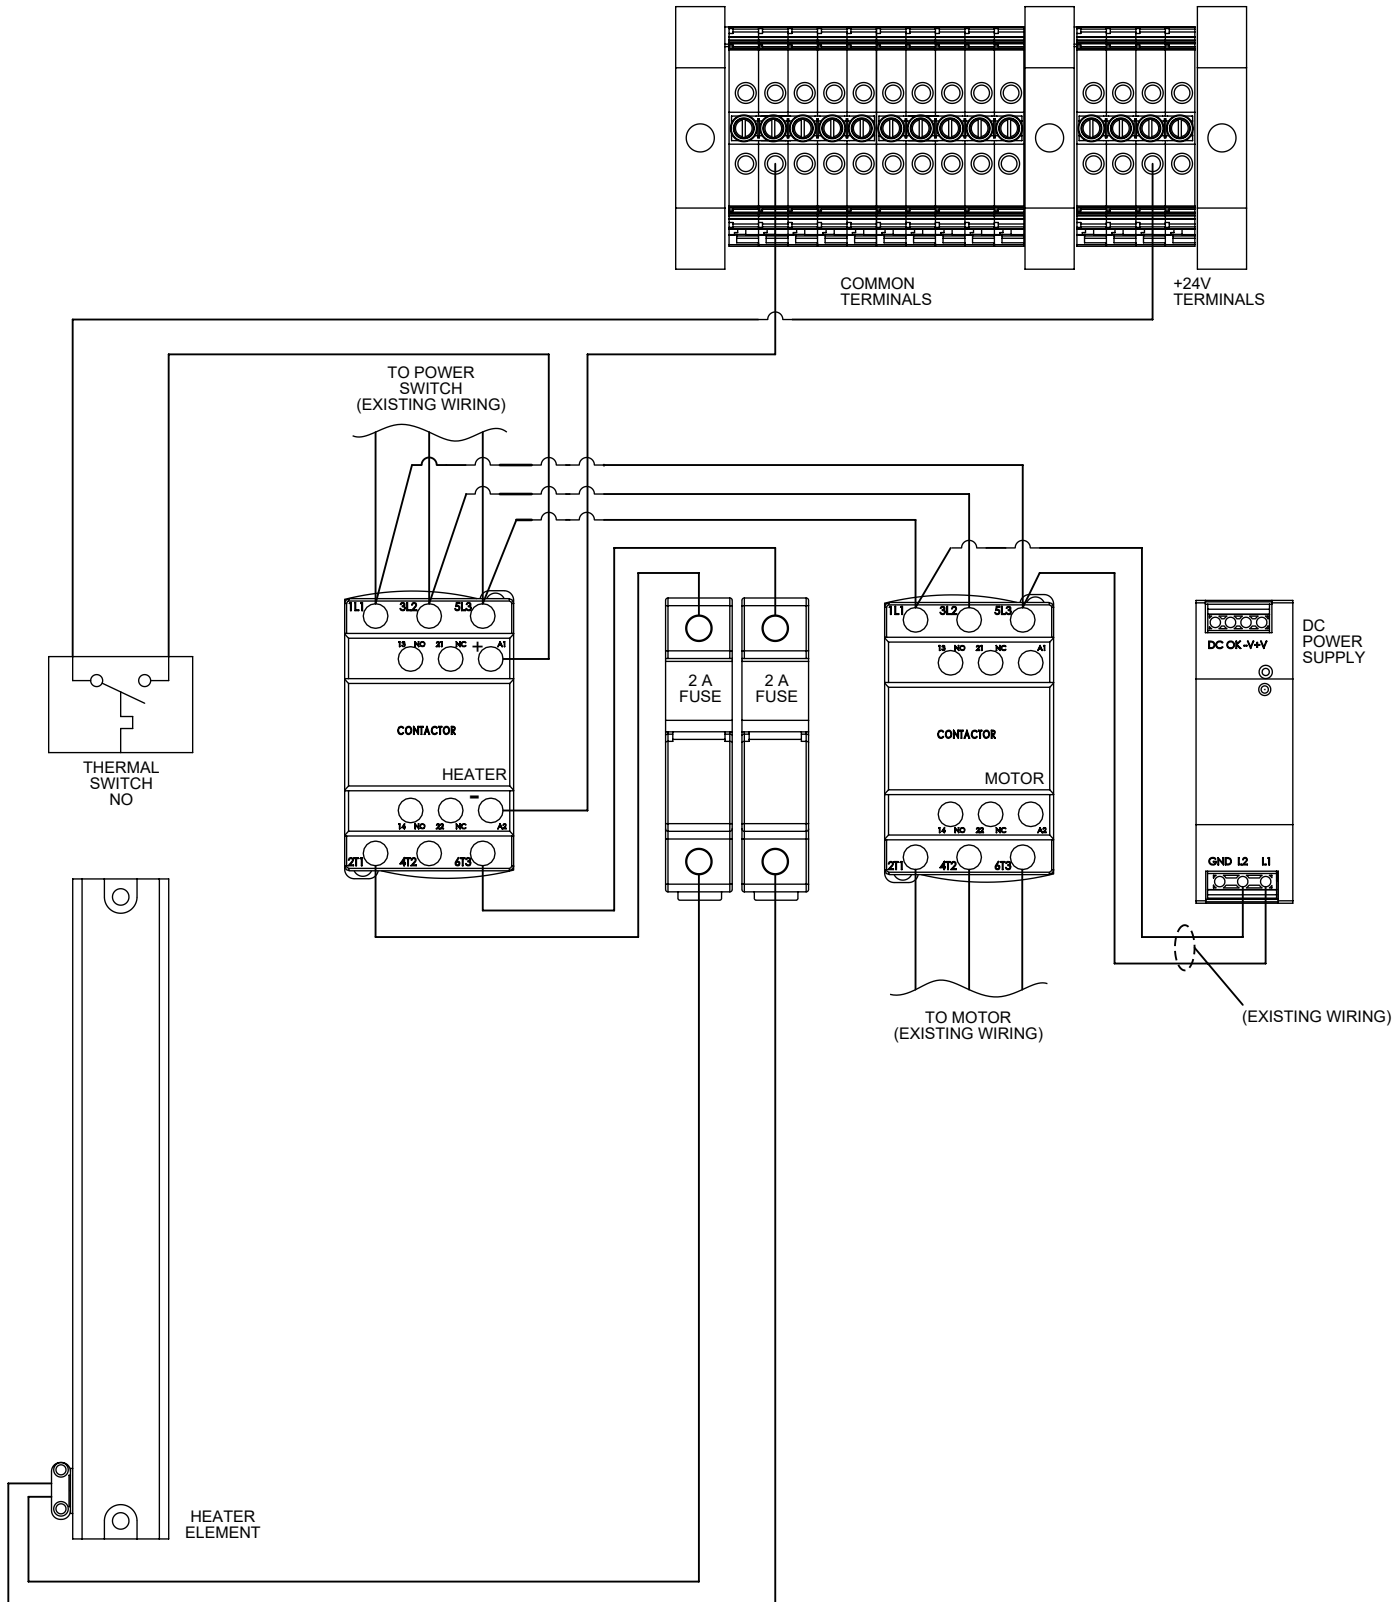 COMMON
TERMINALS
+24V
TERMINALS
TO POWER
SWITCH
(EXISTING WIRING)
1L1 3L2 5L3
13 NO 21 NC + A1
CONTACTOR
HEATER
-
14 NO 22 NC A2
2T1 4T2 6T3
2 A
FUSE
2 A
FUSE
1L1 3L2 5L3
13 NO 21 NC A1
CONTACTOR
MOTOR
14 NO 22 NC A2
2T1 4T2 6T3
DC OK -V+V
DC
POWER
SUPPLY
GND L2 L1
THERMAL
SWITCH
NO
TO MOTOR
(EXISTING WIRING)
(EXISTING WIRING)
HEATER
ELEMENT